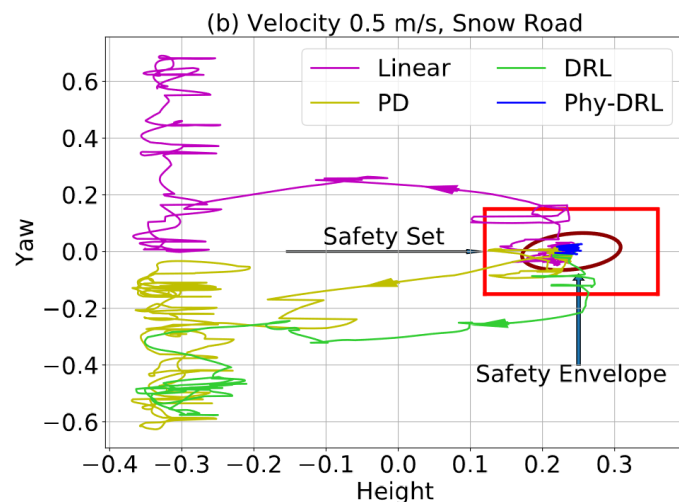 (b) Velocity 0.5 m/s, Snow Road
Linear
DRL
PD
Phy-DRL
0.6
0.4
0.2
0.0
−0.2
−0.4
−0.6
Yaw
Safety Set
Safety Envelope
−0.4 −0.3 −0.2 −0.1 0.0 0.1 0.2 0.3
Height